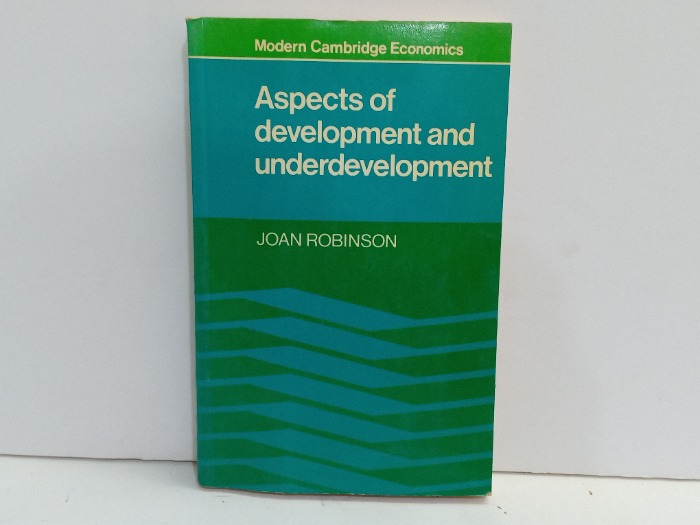 Modern Cambridge Economics
Aspects of
development and
underdevelopment
JOAN ROBINSON